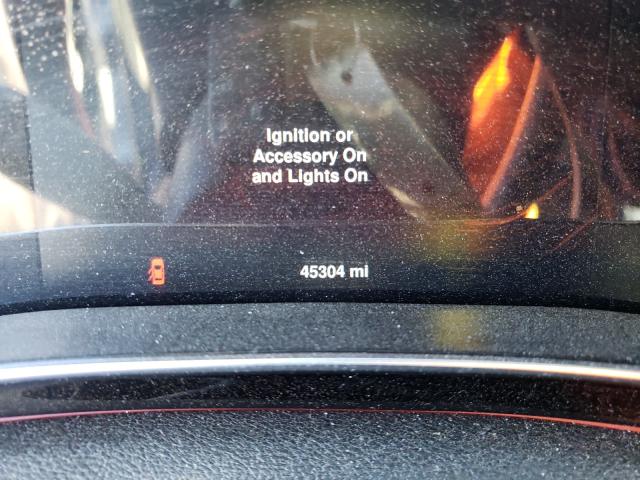 Ignition or
Accessory On
and Lights On
45304 mi